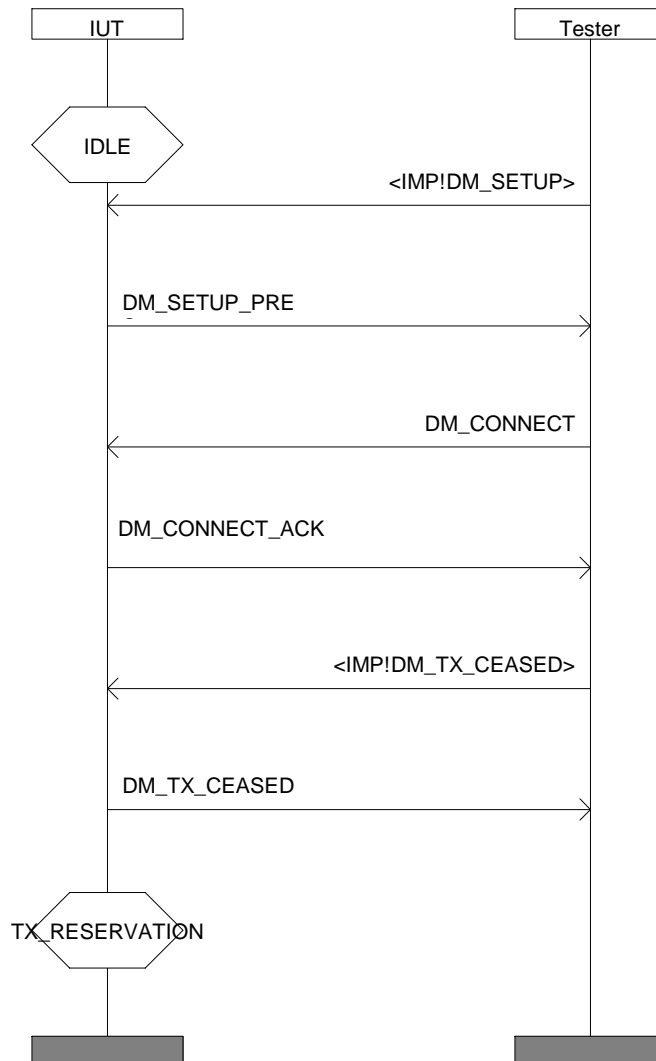 IUT Tester
IDLE
<IMP!DM_SETUP>
DM_SETUP_PRE
DM_CONNECT
DM_CONNECT_ACK
<IMP!DM_TX_CEASED>
DM_TX_CEASED
TX_RESERVATION